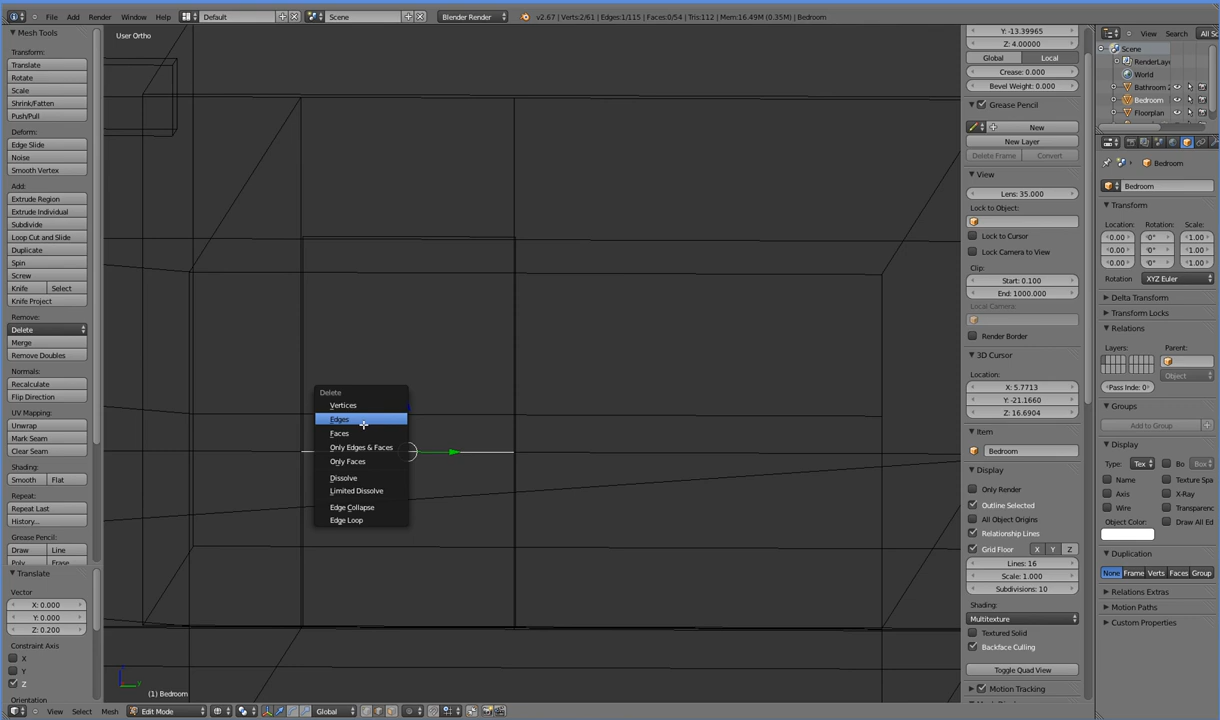 File Add Render Window Help
Default
Scene
Blender Render
v2.67 | Verts:2/61 | Edges:1/115 | Faces:0/54 | Tris:112 | Mem:16.49M (0.35M) | Bedroom
Mesh Tools
Transform:
Translate
Rotate
Scale
Shrink/Fatten
Push/Pull
Deform:
Edge Slide
Noise
Smooth Vertex
Add:
Extrude Region
Extrude Individual
Subdivide
Loop Cut and Slide
Duplicate
Spin
Screw
Knife Select
Knife Project
Remove:
Delete
Merge
Remove Doubles
Normals:
Recalculate
Flip Direction
UV Mapping:
Unwrap
Mark Seam
Clear Seam
Shading:
Smooth Flat
Repeat:
Repeat Last
History...
Grease Pencil:
Draw Line
Poly Erase
Translate
Vector
X: 0.000
Y: 0.000
Z: 0.200
Constraint Axis
X
Y
Z
Orientation
User Ortho
Delete
Vertices
Edges
Faces
Only Edges & Faces
Only Faces
Dissolve
Limited Dissolve
Edge Collapse
Edge Loop
(1) Bedroom
View Select Mesh
Edit Mode
Global
Y: -13.39965
Z: 4.00000
Global Local
Crease: 0.000
Bevel Weight: 0.000
Grease Pencil
New
New Layer
Delete Frame Convert
View
Lens: 35.000
Lock to Object:
Lock to Cursor
Lock Camera to View
Clip:
Start: 0.100
End: 1000.000
Local Camera:
Render Border
3D Cursor
Location:
X: 5.7713
Y: -21.1660
Z: 16.6904
Item
Bedroom
Display
Only Render
Outline Selected
All Object Origins
Relationship Lines
Grid Floor X Y Z
Lines: 16
Scale: 1.000
Subdivisions: 10
Shading:
Multitexture
Textured Solid
Backface Culling
Toggle Quad View
Motion Tracking
View Search All Sc
Scene
RenderLaye
World
Bathroom
Bedroom
Floorplan
Bedroom
Bedroom
Transform
Location: Rotation: Scale:
0.00 0° 1.00
0.00 0° 1.00
0.00 0° 1.00
Rotation XYZ Euler
Delta Transform
Transform Locks
Relations
Layers: Parent:
Object
Pass Inde: 0
Groups
Add to Group
Display
Type: Tex Bo Box
Name Texture Spa
Axis X-Ray
Wire Transparenc
Object Color: Draw All Ed
Duplication
None Frame Verts Faces Group
Relations Extras
Motion Paths
Custom Properties